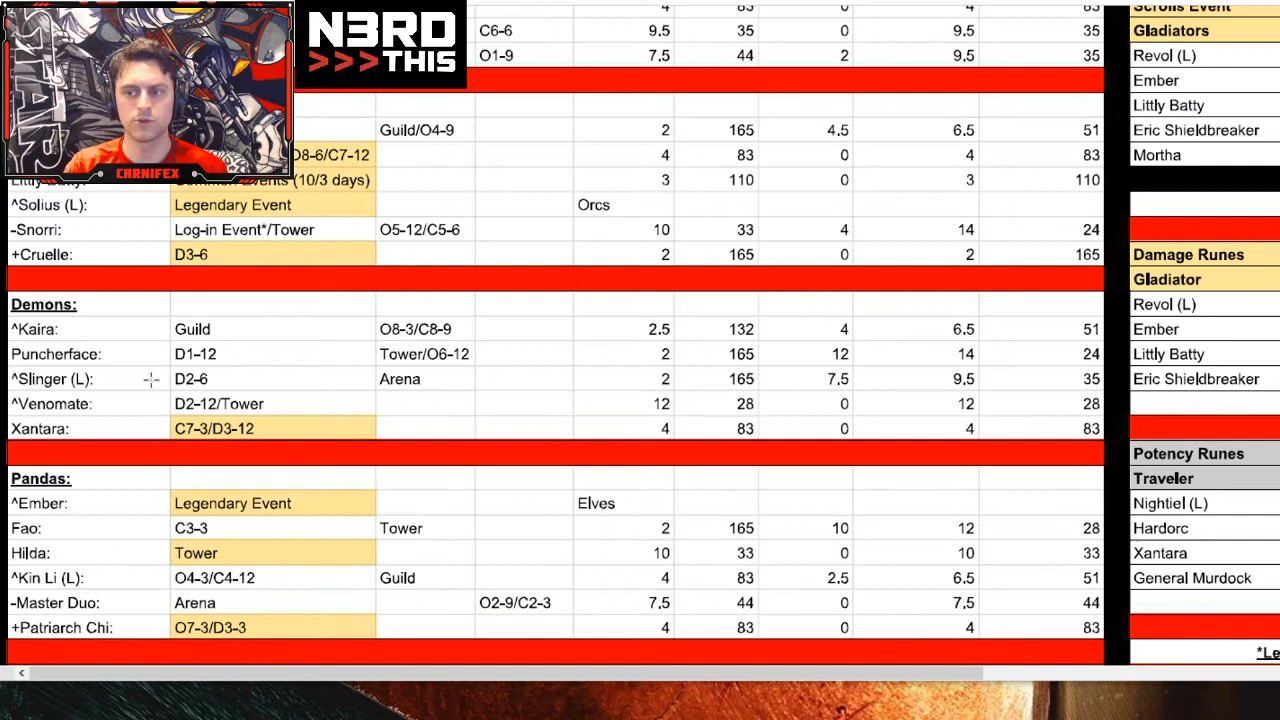 4 83 0 4 83
Scrolls Event
N3RD
>>>THIS
C6-6 9.5 35 0 9.5 35
Gladiators
O1-9 7.5 44 2 9.5 35
Revol (L)
Ember
Littly Batty
Guild/O4-9 2 165 4.5 6.5 51
Eric Shieldbreaker
O8-6/C7-12 4 83 0 4 83
Mortha
CARNIFEX
Littly Batty: Common Events (10/3 days) 3 110 0 3 110
^Solius (L): Legendary Event Orcs
-Snorri: Log-in Event*/Tower O5-12/C5-6 10 33 4 14 24
+Cruelle: D3-6 2 165 0 2 165
Damage Runes
Gladiator
Demons:
Revol (L)
^Kaira: Guild O8-3/C8-9 2.5 132 4 6.5 51
Ember
Puncherface: D1-12 Tower/O6-12 2 165 12 14 24
Littly Batty
^Slinger (L): D2-6 Arena 2 165 7.5 9.5 35
Eric Shieldbreaker
^Venomate: D2-12/Tower 12 28 0 12 28
Xantara: C7-3/D3-12 4 83 0 4 83
Potency Runes
Pandas:
Traveler
^Ember: Legendary Event Elves
Nightiel (L)
Fao: C3-3 Tower 2 165 10 12 28
Hardorc
Hilda: Tower 10 33 0 10 33
Xantara
^Kin Li (L): O4-3/C4-12 Guild 4 83 2.5 6.5 51
General Murdock
-Master Duo: Arena O2-9/C2-3 7.5 44 0 7.5 44
+Patriarch Chi: O7-3/D3-3 4 83 0 4 83
*Le